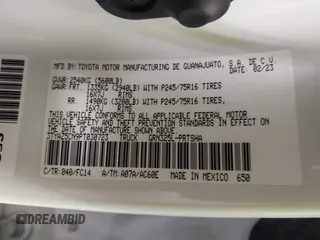 MFD. BY: TOYOTA MOTOR MANUFACTURING DE GUANAJUATO, S.A. DE C.V.
02/23
GVWR: 2540KG (5600LB)
GAWR: FRT. 1335KG (2940LB) WITH P245/75R16 TIRES
16X7J RIMS
RR. 1490KG (3280LB) WITH P245/75R16 TIRES
16X7J RIMS
THIS VEHICLE CONFORMS TO ALL APPLICABLE FEDERAL MOTOR
VEHICLE SAFETY AND THEFT PREVENTION STANDARDS IN EFFECT ON
THE DATE OF MANUFACTURE SHOWN ABOVE.
TRUCK GRN325L-PRTSHA
C/TR: 040/FC14 A/TM: A07A/AC60E MADE IN MEXICO 650
© AUTOBIDMASTER